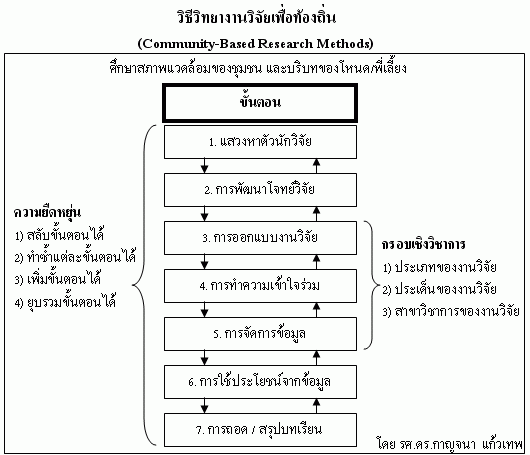 วิธีวิทยางานวิจัยเพื่อท้องถิ่น
(Community-Based Research Methods)
ศึกษาสภาพแวดล้อมของชุมชน และบริบทของโหนด/พี่เลี้ยง
ขั้นตอน
1. แสวงหาตัวนักวิจัย
2. การพัฒนาโจทย์วิจัย
3. การออกแบบงานวิจัย
4. การทำความเข้าใจร่วม
5. การจัดการข้อมูล
6. การใช้ประโยชน์จากข้อมูล
7. การถอด / สรุปบทเรียน
ความยืดหยุ่น
1) สลับขั้นตอนได้
2) ทำซ้ำแต่ละขั้นตอนได้
3) เพิ่มขั้นตอนได้
4) ยุบรวมขั้นตอนได้
กรอบเชิงวิชาการ
1) ประเภทของงานวิจัย
2) ประเด็นของงานวิจัย
3) สาขาวิชาการของงานวิจัย
โดย รศ.ดร.กาญจนา แก้วเทพ